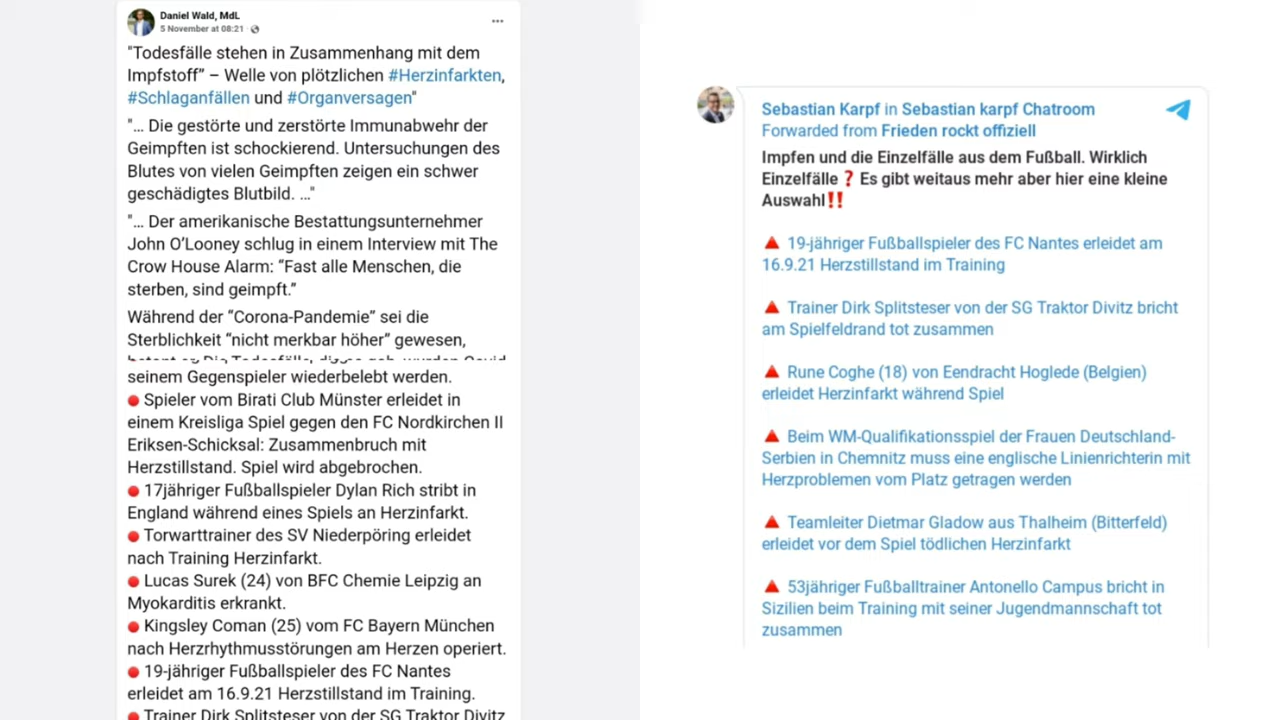 Daniel Wald, MdL
5 November at 08:21 ·
"Todesfälle stehen in Zusammenhang mit dem
Impfstoff” – Welle von plötzlichen #Herzinfarkten,
#Schlaganfällen und #Organversagen"
"… Die gestörte und zerstörte Immunabwehr der
Geimpften ist schockierend. Untersuchungen des
Blutes von vielen Geimpften zeigen ein schwer
geschädigtes Blutbild. …"
"… Der amerikanische Bestattungsunternehmer
John O’Looney schlug in einem Interview mit The
Crow House Alarm: “Fast alle Menschen, die
sterben, sind geimpft.“
Während der “Corona-Pandemie” sei die
Sterblichkeit “nicht merkbar höher” gewesen,
seinem Gegenspieler wiederbelebt werden.
🔴 Spieler vom Birati Club Münster erleidet in
einem Kreisliga Spiel gegen den FC Nordkirchen II
Eriksen-Schicksal: Zusammenbruch mit
Herzstillstand. Spiel wird abgebrochen.
🔴 17jähriger Fußballspieler Dylan Rich stribt in
England während eines Spiels an Herzinfarkt.
🔴 Torwarttrainer des SV Niederpöring erleidet
nach Training Herzinfarkt.
🔴 Lucas Surek (24) von BFC Chemie Leipzig an
Myokarditis erkrankt.
🔴 Kingsley Coman (25) vom FC Bayern München
nach Herzrhythmusstörungen am Herzen operiert.
🔴 19-jähriger Fußballspieler des FC Nantes
erleidet am 16.9.21 Herzstillstand im Training.
🔴 Trainer Dirk Splitsteser von der SG Traktor Divitz
Sebastian Karpf in Sebastian karpf Chatroom
Forwarded from Frieden rockt offiziell
Impfen und die Einzelfälle aus dem Fußball. Wirklich
Einzelfälle❓ Es gibt weitaus mehr aber hier eine kleine
Auswahl‼️
🔺 19-jähriger Fußballspieler des FC Nantes erleidet am
16.9.21 Herzstillstand im Training
🔺 Trainer Dirk Splitsteser von der SG Traktor Divitz bricht
am Spielfeldrand tot zusammen
🔺 Rune Coghe (18) von Eendracht Hoglede (Belgien)
erleidet Herzinfarkt während Spiel
🔺 Beim WM-Qualifikationsspiel der Frauen Deutschland-
Serbien in Chemnitz muss eine englische Linienrichterin mit
Herzproblemen vom Platz getragen werden
🔺 Teamleiter Dietmar Gladow aus Thalheim (Bitterfeld)
erleidet vor dem Spiel tödlichen Herzinfarkt
🔺 53jähriger Fußballtrainer Antonello Campus bricht in
Sizilien beim Training mit seiner Jugendmannschaft tot
zusammen